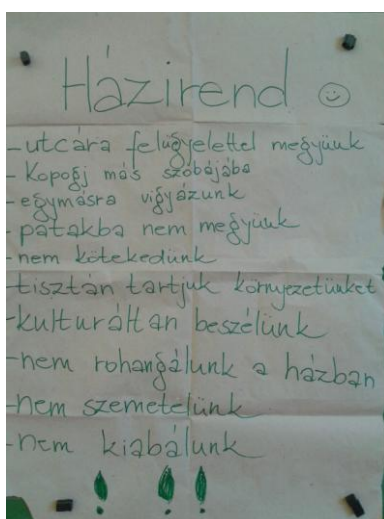 Házirend ☺
- utcára felügyelettel megyünk
- Kopogj más szobájába
- egymásra vigyázunk
- patakba nem megyünk
- nem kötekedünk
- tisztán tartjuk környezetünket
- kulturáltan beszélünk
- nem rohangálunk a házban
- nem szemetelünk
- nem kiabálunk
! ! !